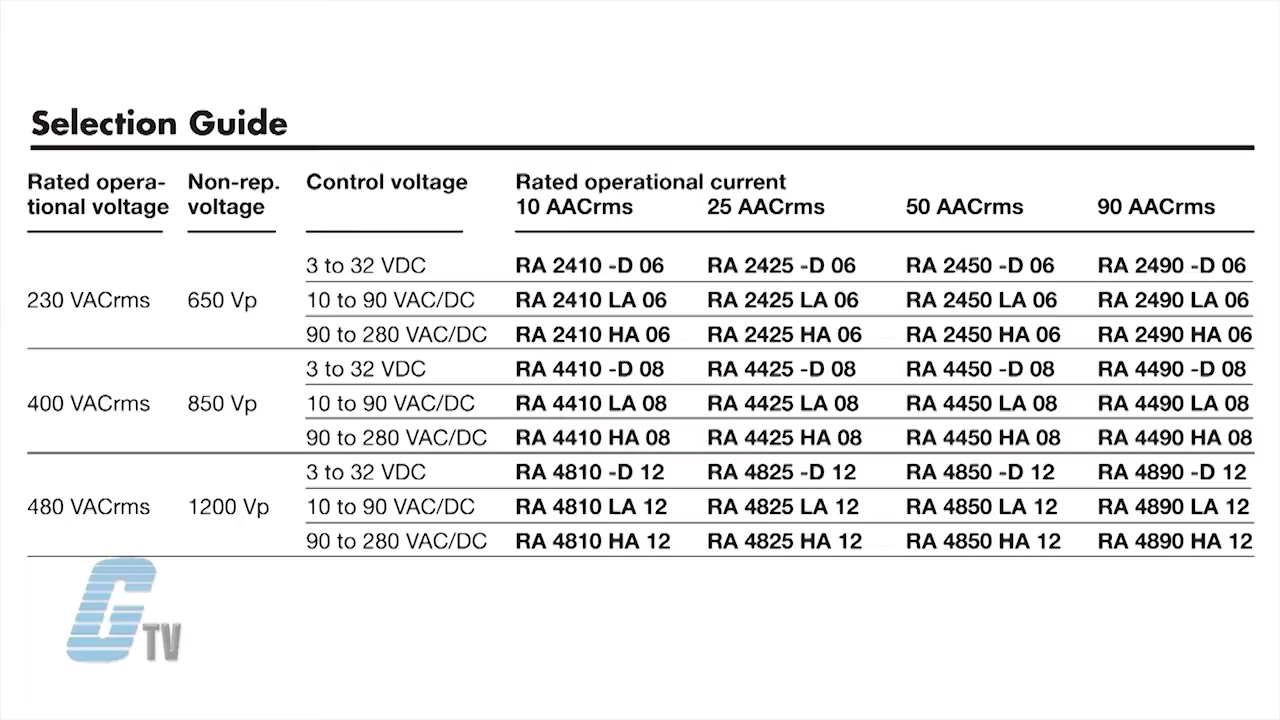 Selection Guide
Rated opera- Non-rep. Control voltage Rated operational current
tional voltage voltage 10 AACrms 25 AACrms 50 AACrms 90 AACrms
3 to 32 VDC RA 2410 -D 06 RA 2425 -D 06 RA 2450 -D 06 RA 2490 -D 06
230 VACrms 650 Vp 10 to 90 VAC/DC RA 2410 LA 06 RA 2425 LA 06 RA 2450 LA 06 RA 2490 LA 06
90 to 280 VAC/DC RA 2410 HA 06 RA 2425 HA 06 RA 2450 HA 06 RA 2490 HA 06
3 to 32 VDC RA 4410 -D 08 RA 4425 -D 08 RA 4450 -D 08 RA 4490 -D 08
400 VACrms 850 Vp 10 to 90 VAC/DC RA 4410 LA 08 RA 4425 LA 08 RA 4450 LA 08 RA 4490 LA 08
90 to 280 VAC/DC RA 4410 HA 08 RA 4425 HA 08 RA 4450 HA 08 RA 4490 HA 08
3 to 32 VDC RA 4810 -D 12 RA 4825 -D 12 RA 4850 -D 12 RA 4890 -D 12
480 VACrms 1200 Vp 10 to 90 VAC/DC RA 4810 LA 12 RA 4825 LA 12 RA 4850 LA 12 RA 4890 LA 12
90 to 280 VAC/DC RA 4810 HA 12 RA 4825 HA 12 RA 4850 HA 12 RA 4890 HA 12
G TV